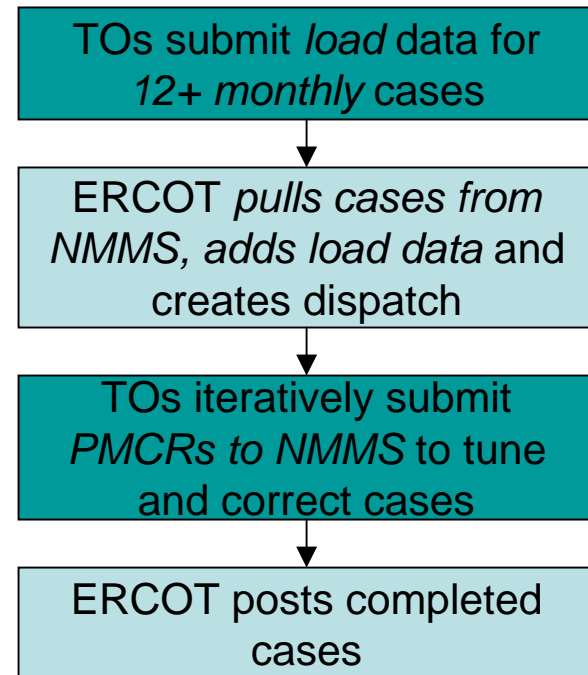 TOs submit load data for
12+ monthly cases
ERCOT pulls cases from
NMMS, adds load data and
creates dispatch
TOs iteratively submit
PMCRs to NMMS to tune
and correct cases
ERCOT posts completed
cases